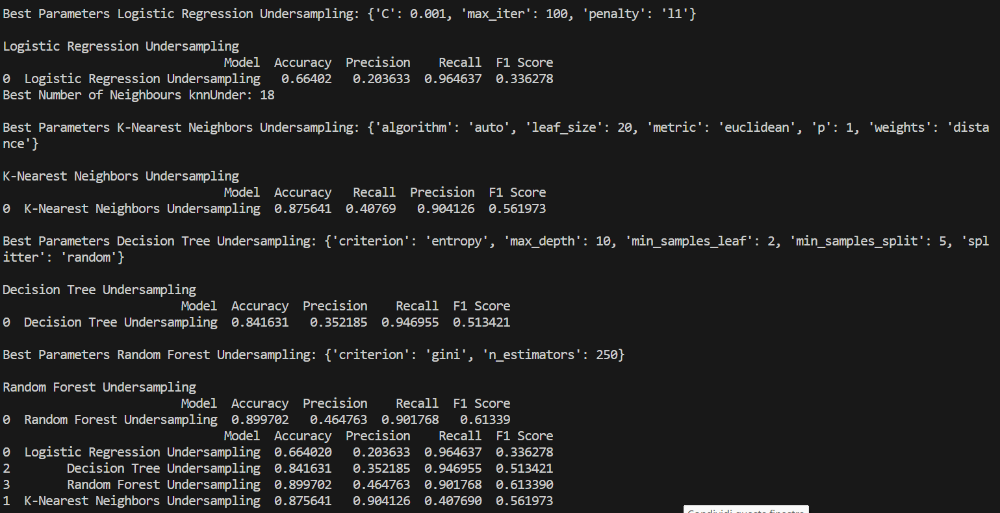 Best Parameters Logistic Regression Undersampling: {'C': 0.001, 'max_iter': 100, 'penalty': 'l1'}
Logistic Regression Undersampling
Model Accuracy Precision Recall F1 Score
0 Logistic Regression Undersampling 0.66402 0.203633 0.964637 0.336278
Best Number of Neighbours knnUnder: 18
Best Parameters K-Nearest Neighbors Undersampling: {'algorithm': 'auto', 'leaf_size': 20, 'metric': 'euclidean', 'p': 1, 'weights': 'dista
nce'}
K-Nearest Neighbors Undersampling
Model Accuracy Recall Precision F1 Score
0 K-Nearest Neighbors Undersampling 0.875641 0.40769 0.904126 0.561973
Best Parameters Decision Tree Undersampling: {'criterion': 'entropy', 'max_depth': 10, 'min_samples_leaf': 2, 'min_samples_split': 5, 'spl
itter': 'random'}
Decision Tree Undersampling
Model Accuracy Precision Recall F1 Score
0 Decision Tree Undersampling 0.841631 0.352185 0.946955 0.513421
Best Parameters Random Forest Undersampling: {'criterion': 'gini', 'n_estimators': 250}
Random Forest Undersampling
Model Accuracy Precision Recall F1 Score
0 Random Forest Undersampling 0.899702 0.464763 0.901768 0.61339
Model Accuracy Precision Recall F1 Score
0 Logistic Regression Undersampling 0.664020 0.203633 0.964637 0.336278
2 Decision Tree Undersampling 0.841631 0.352185 0.946955 0.513421
3 Random Forest Undersampling 0.899702 0.464763 0.901768 0.613390
1 K-Nearest Neighbors Undersampling 0.875641 0.904126 0.407690 0.561973
Condividi questa finestra